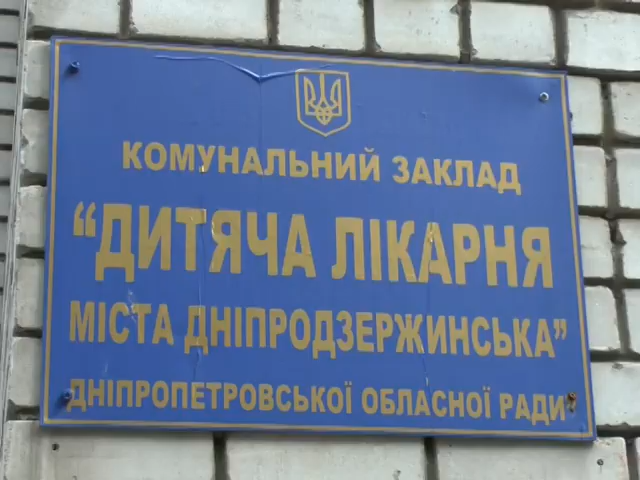 КОМУНАЛЬНИЙ ЗАКЛАД
“ДИТЯЧА ЛІКАРНЯ
МІСТА ДНІПРОДЗЕРЖИНСЬКА”
ДНІПРОПЕТРОВСЬКОЇ ОБЛАСНОЇ РАДИ